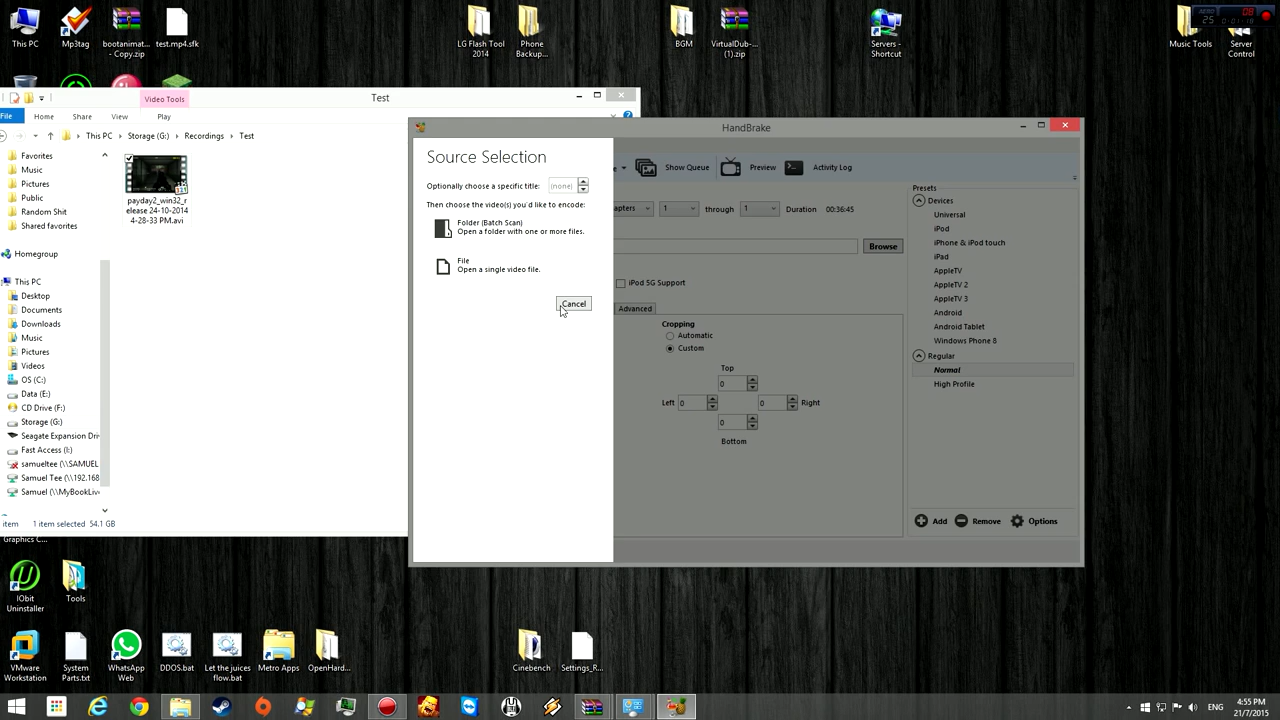 This PC
Mp3tag
bootanimat...
- Copy.zip
test.mp4.sfk
LG Flash Tool
2014
Phone
Backup...
BGM
VirtualDub-...
(1).zip
Servers -
Shortcut
Music Tools
Server
Control
25
08
0:01:18
Video Tools
Test
File
Home
Share
View
Play
This PC
Storage (G:)
Recordings
Test
Favorites
Music
Pictures
Public
Random Shit
Shared favorites
Homegroup
This PC
Desktop
Documents
Downloads
Music
Pictures
Videos
OS (C:)
Data (E:)
CD Drive (F:)
Storage (G:)
Seagate Expansion Driv
Fast Access (I:)
samueltee (\\SAMUEL
Samuel Tee (\\192.168
Samuel (\\MyBookLive
payday2_win32_r
elease 24-10-2014
4-28-33 PM.avi
item 1 item selected 54.1 GB
HandBrake
Source Selection
Optionally choose a specific title: (none)
Then choose the video(s) you'd like to encode:
Folder (Batch Scan)
Open a folder with one or more files.
File
Open a single video file.
Cancel
Show Queue
Preview
Activity Log
apters 1 through 1 Duration 00:36:45
Browse
iPod 5G Support
Advanced
Cropping
Automatic
Custom
Top
0
Left 0 0 Right
0
Bottom
Presets
Devices
Universal
iPod
iPhone & iPod touch
iPad
AppleTV
AppleTV 2
AppleTV 3
Android
Android Tablet
Windows Phone 8
Regular
Normal
High Profile
Add
Remove
Options
Graphics C...
IObit
Uninstaller
Tools
VMware
Workstation
System
Parts.txt
WhatsApp
Web
DDOS.bat
Let the juices
flow.bat
Metro Apps
OpenHard...
Cinebench
Settings_R...
ENG
4:55 PM
21/7/2015